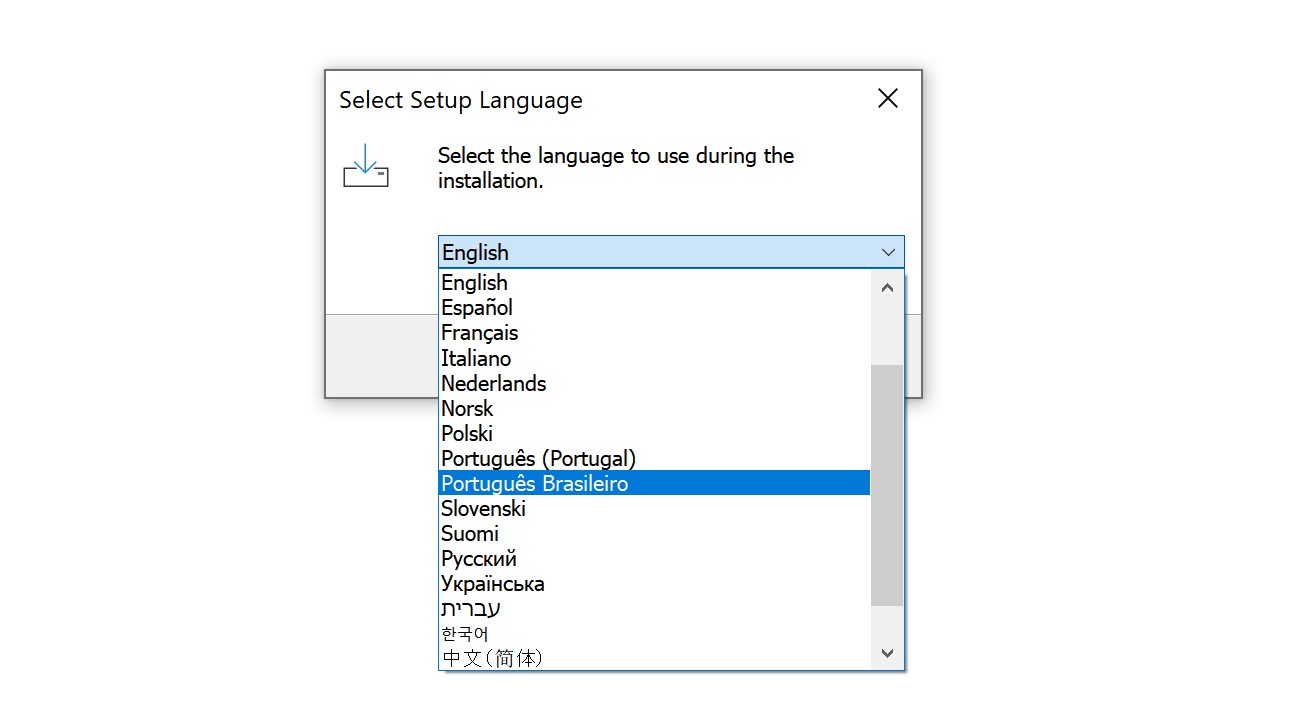 Select Setup Language
Select the language to use during the
installation.
English
English
Español
Français
Italiano
Nederlands
Norsk
Polski
Português (Portugal)
Português Brasileiro
Slovenski
Suomi
Русский
Українська
עברית
한국어
中文(简体)